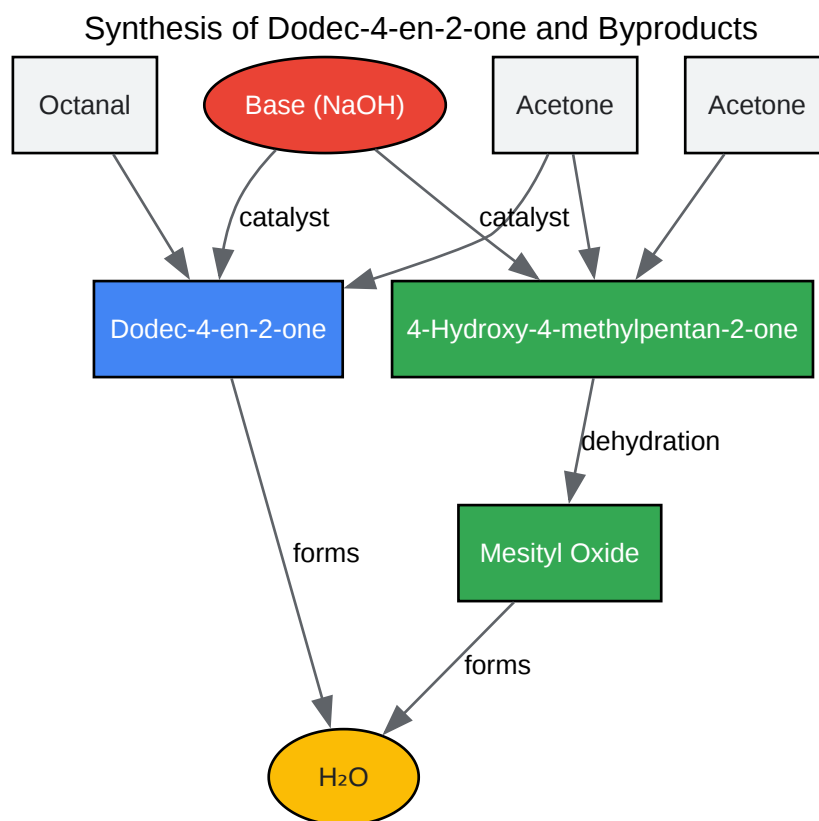 Synthesis of Dodec-4-en-2-one and Byproducts
Octanal
Base (NaOH)
Acetone
Acetone
catalyst
catalyst
Dodec-4-en-2-one
4-Hydroxy-4-methylpentan-2-one
dehydration
forms
Mesityl Oxide
forms
H₂O